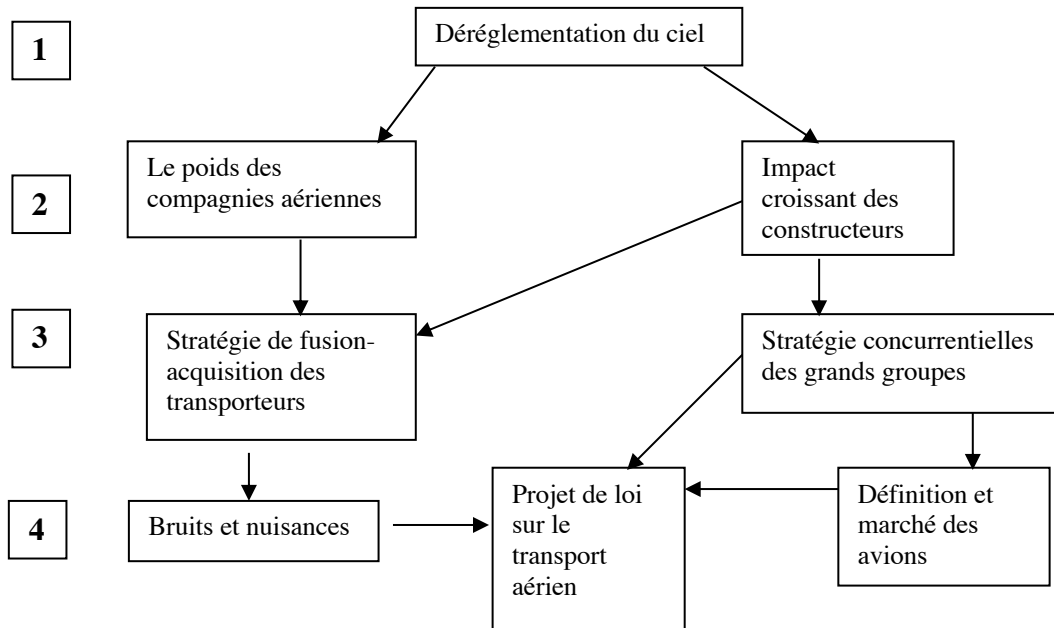 1
Déréglementation du ciel
2
Le poids des
compagnies aériennes
Impact
croissant des
constructeurs
3
Stratégie de fusion-
acquisition des
transporteurs
Stratégie concurrentielles
des grands groupes
4
Bruits et nuisances
Projet de loi
sur le
transport
aérien
Définition et
marché des
avions